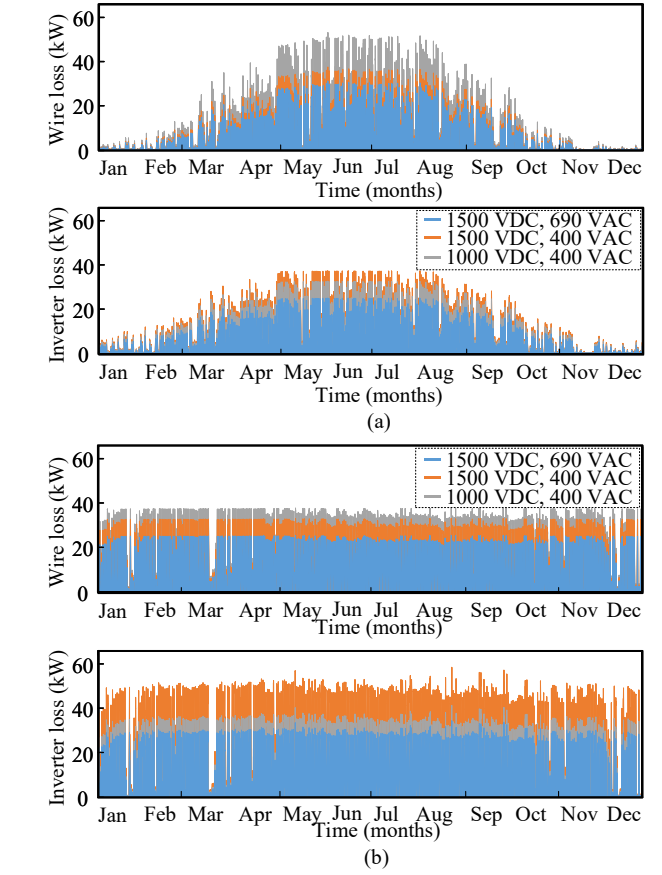 Wire loss (kW)
60
40
20
0
Jan Feb Mar Apr May Jun Jul Aug Sep Oct Nov Dec
Time (months)
Inverter loss (kW)
60
40
20
0
1500 VDC, 690 VAC
1500 VDC, 400 VAC
1000 VDC, 400 VAC
Jan Feb Mar Apr May Jun Jul Aug Sep Oct Nov Dec
Time (months)
(a)
Wire loss (kW)
60
40
20
0
1500 VDC, 690 VAC
1500 VDC, 400 VAC
1000 VDC, 400 VAC
Jan Feb Mar Apr May Jun Jul Aug Sep Oct Nov Dec
Time (months)
Inverter loss (kW)
60
40
20
0
Jan Feb Mar Apr May Jun Jul Aug Sep Oct Nov Dec
Time (months)
(b)